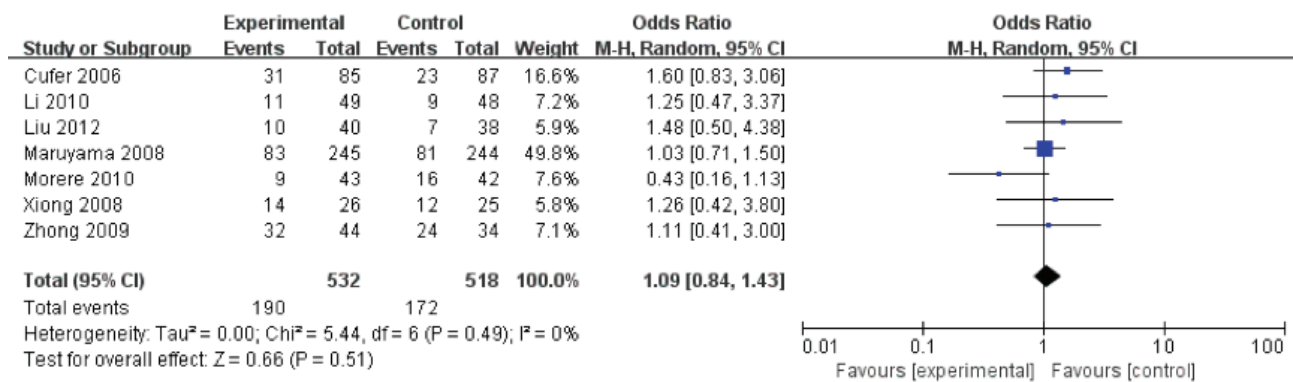 Experimental Control Odds Ratio Odds Ratio
Study or Subgroup Events Total Events Total Weight M-H, Random, 95% CI M-H, Random, 95% CI
Cufer 2006 31 85 23 87 16.6% 1.60 [0.83, 3.06]
Li 2010 11 49 9 48 7.2% 1.25 [0.47, 3.37]
Liu 2012 10 40 7 38 5.9% 1.48 [0.50, 4.38]
Maruyama 2008 83 245 81 244 49.8% 1.03 [0.71, 1.50]
Morere 2010 9 43 16 42 7.6% 0.43 [0.16, 1.13]
Xiong 2008 14 26 12 25 5.8% 1.26 [0.42, 3.80]
Zhong 2009 32 44 24 34 7.1% 1.11 [0.41, 3.00]
Total (95% CI) 532 518 100.0% 1.09 [0.84, 1.43]
Total events 190 172
Heterogeneity: Tau² = 0.00; Chi² = 5.44, df = 6 (P = 0.49); I² = 0%
Test for overall effect: Z = 0.66 (P = 0.51)
0.01 0.1 1 10 100
Favours [experimental] Favours [control]